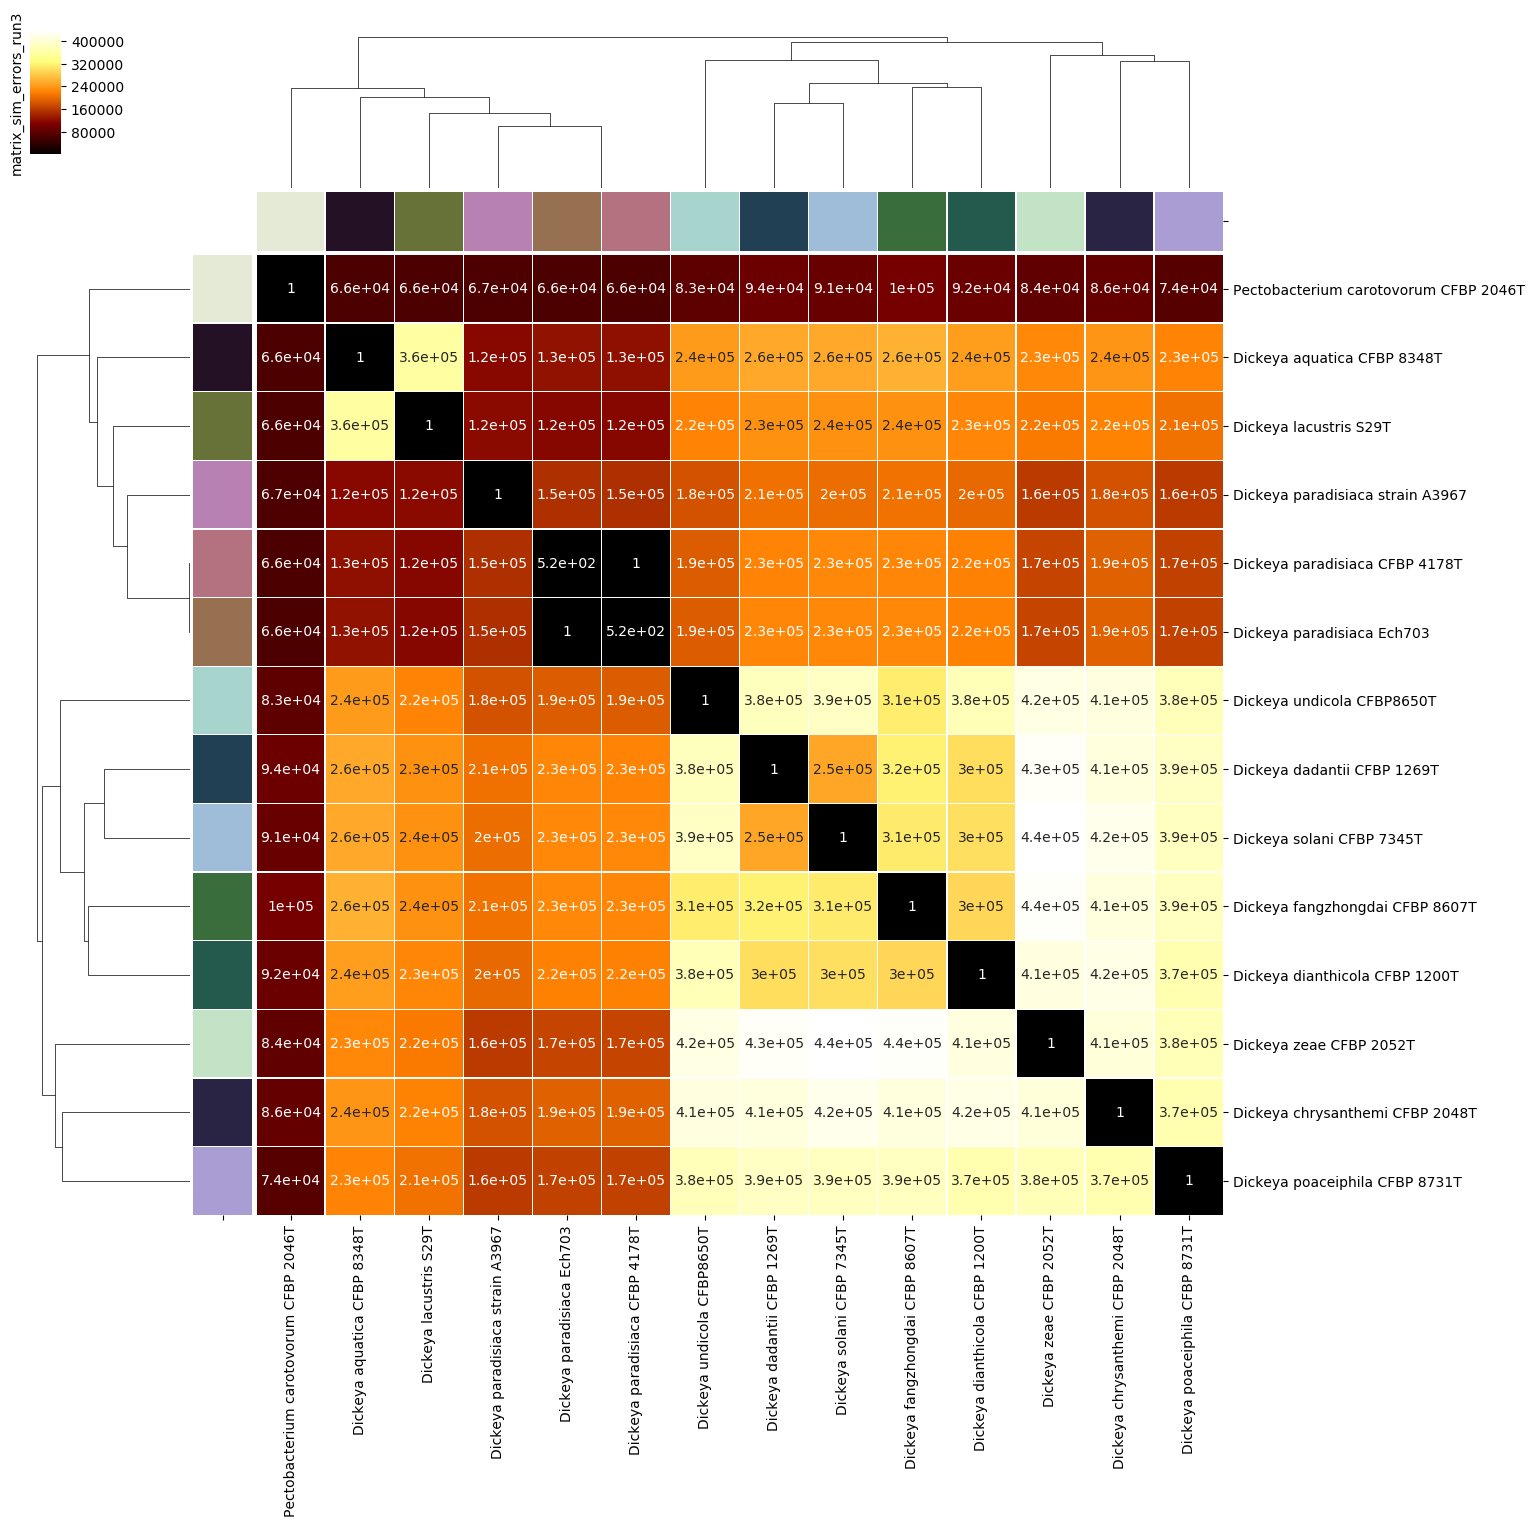 matrix_sim_errors_run3
400000
320000
240000
160000
80000
1 6.6e+04 6.6e+04 6.7e+04 6.6e+04 6.6e+04 8.3e+04 9.4e+04 9.1e+04 1e+05 9.2e+04 8.4e+04 8.6e+04 7.4e+04 Pectobacterium carotovorum CFBP 2046T
6.6e+04 1 3.6e+05 1.2e+05 1.3e+05 1.3e+05 2.4e+05 2.6e+05 2.6e+05 2.6e+05 2.4e+05 2.3e+05 2.4e+05 2.3e+05 Dickeya aquatica CFBP 8348T
6.6e+04 3.6e+05 1 1.2e+05 1.2e+05 1.2e+05 2.2e+05 2.3e+05 2.4e+05 2.4e+05 2.3e+05 2.2e+05 2.2e+05 2.1e+05 Dickeya lacustris S29T
6.7e+04 1.2e+05 1.2e+05 1 1.5e+05 1.5e+05 1.8e+05 2.1e+05 2e+05 2.1e+05 2e+05 1.6e+05 1.8e+05 1.6e+05 Dickeya paradisiaca strain A3967
6.6e+04 1.3e+05 1.2e+05 1.5e+05 5.2e+02 1 1.9e+05 2.3e+05 2.3e+05 2.3e+05 2.2e+05 1.7e+05 1.9e+05 1.7e+05 Dickeya paradisiaca CFBP 4178T
6.6e+04 1.3e+05 1.2e+05 1.5e+05 1 5.2e+02 1.9e+05 2.3e+05 2.3e+05 2.3e+05 2.2e+05 1.7e+05 1.9e+05 1.7e+05 Dickeya paradisiaca Ech703
8.3e+04 2.4e+05 2.2e+05 1.8e+05 1.9e+05 1.9e+05 1 3.8e+05 3.9e+05 3.1e+05 3.8e+05 4.2e+05 4.1e+05 3.8e+05 Dickeya undicola CFBP8650T
9.4e+04 2.6e+05 2.3e+05 2.1e+05 2.3e+05 2.3e+05 3.8e+05 1 2.5e+05 3.2e+05 3e+05 4.3e+05 4.1e+05 3.9e+05 Dickeya dadantii CFBP 1269T
9.1e+04 2.6e+05 2.4e+05 2e+05 2.3e+05 2.3e+05 3.9e+05 2.5e+05 1 3.1e+05 3e+05 4.4e+05 4.2e+05 3.9e+05 Dickeya solani CFBP 7345T
1e+05 2.6e+05 2.4e+05 2.1e+05 2.3e+05 2.3e+05 3.1e+05 3.2e+05 3.1e+05 1 3e+05 4.4e+05 4.1e+05 3.9e+05 Dickeya fangzhongdai CFBP 8607T
9.2e+04 2.4e+05 2.3e+05 2e+05 2.2e+05 2.2e+05 3.8e+05 3e+05 3e+05 3e+05 1 4.1e+05 4.2e+05 3.7e+05 Dickeya dianthicola CFBP 1200T
8.4e+04 2.3e+05 2.2e+05 1.6e+05 1.7e+05 1.7e+05 4.2e+05 4.3e+05 4.4e+05 4.4e+05 4.1e+05 1 4.1e+05 3.8e+05 Dickeya zeae CFBP 2052T
8.6e+04 2.4e+05 2.2e+05 1.8e+05 1.9e+05 1.9e+05 4.1e+05 4.1e+05 4.2e+05 4.1e+05 4.2e+05 4.1e+05 1 3.7e+05 Dickeya chrysanthemi CFBP 2048T
7.4e+04 2.3e+05 2.1e+05 1.6e+05 1.7e+05 1.7e+05 3.8e+05 3.9e+05 3.9e+05 3.9e+05 3.7e+05 3.8e+05 3.7e+05 1 Dickeya poaceiphila CFBP 8731T
Pectobacterium carotovorum CFBP 2046T
Dickeya aquatica CFBP 8348T
Dickeya lacustris S29T
Dickeya paradisiaca strain A3967
Dickeya paradisiaca Ech703
Dickeya paradisiaca CFBP 4178T
Dickeya undicola CFBP8650T
Dickeya dadantii CFBP 1269T
Dickeya solani CFBP 7345T
Dickeya fangzhongdai CFBP 8607T
Dickeya dianthicola CFBP 1200T
Dickeya zeae CFBP 2052T
Dickeya chrysanthemi CFBP 2048T
Dickeya poaceiphila CFBP 8731T